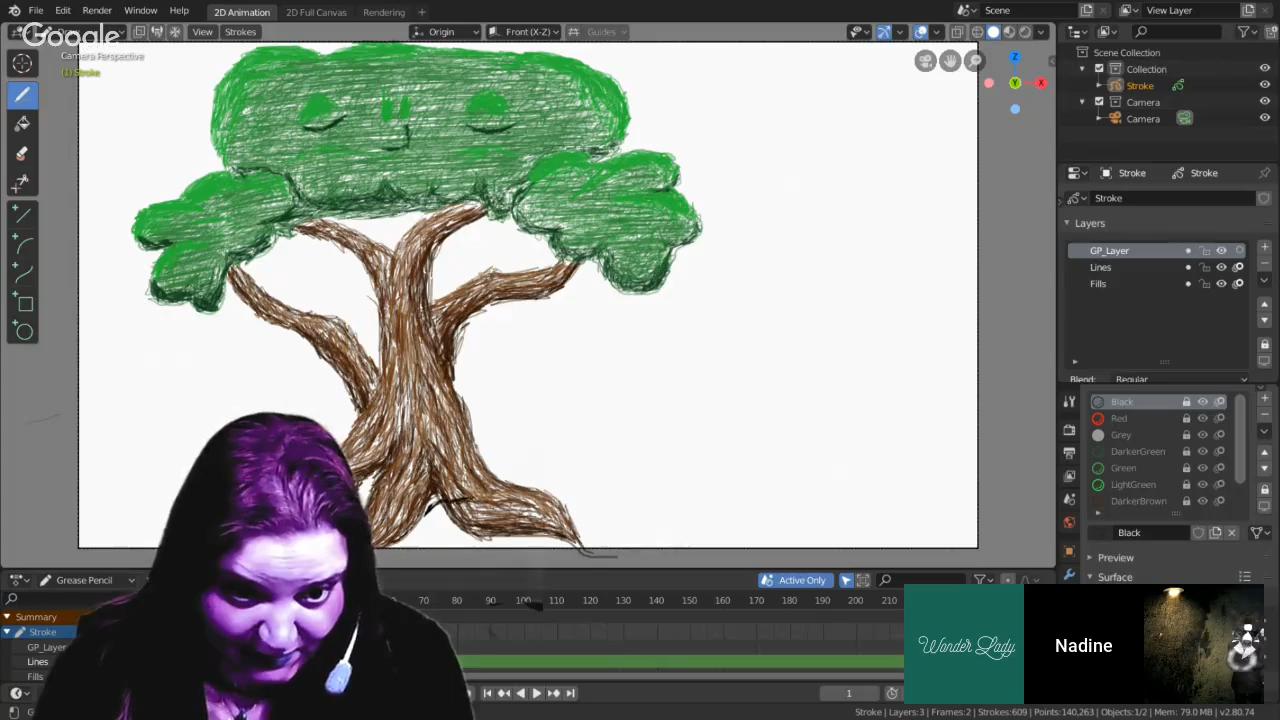 File Edit Render Window Help 2D Animation 2D Full Canvas Rendering + Scene View Layer
Google View Strokes Origin Front (X-Z) Guides
Camera Perspective
(1) Stroke
Z
Y X
Scene Collection
Collection
Stroke
Camera
Camera
Stroke Stroke
Stroke
Layers
GP_Layer
Lines
Fills
Blend: Regular
Black
Red
Grey
DarkerGreen
Green
LightGreen
DarkerBrown
Black
Preview
Surface
Grease Pencil Active Only
70 80 90 100 110 120 130 140 150 160 170 180 190 200 210
Summary
Stroke
GP_Layer
Lines
Fills
Wonder Lady
Nadine
1
Stroke | Layers:3 | Frames:2 | Strokes:609 | Points:140,263 | Objects:1/2 | Mem: 79.0 MB | v2.80.74